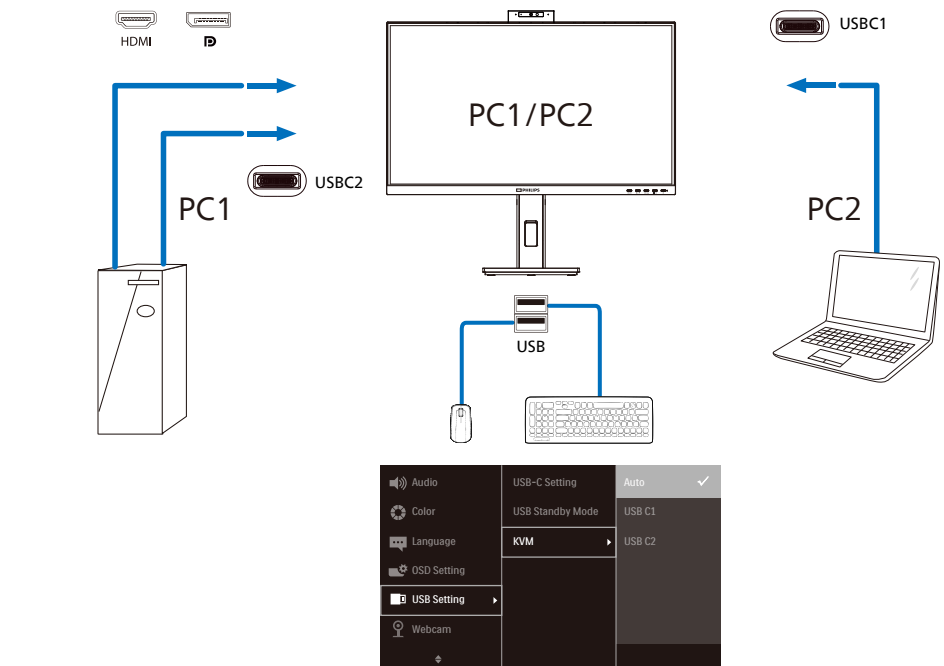 HDMI
USBC1
PC1/PC2
USBC2
PHILIPS
PC1
PC2
USB
Audio
Color
Language
OSD Setting
USB Setting
Webcam
USB-C Setting
USB Standby Mode
KVM
Auto
USB C1
USB C2